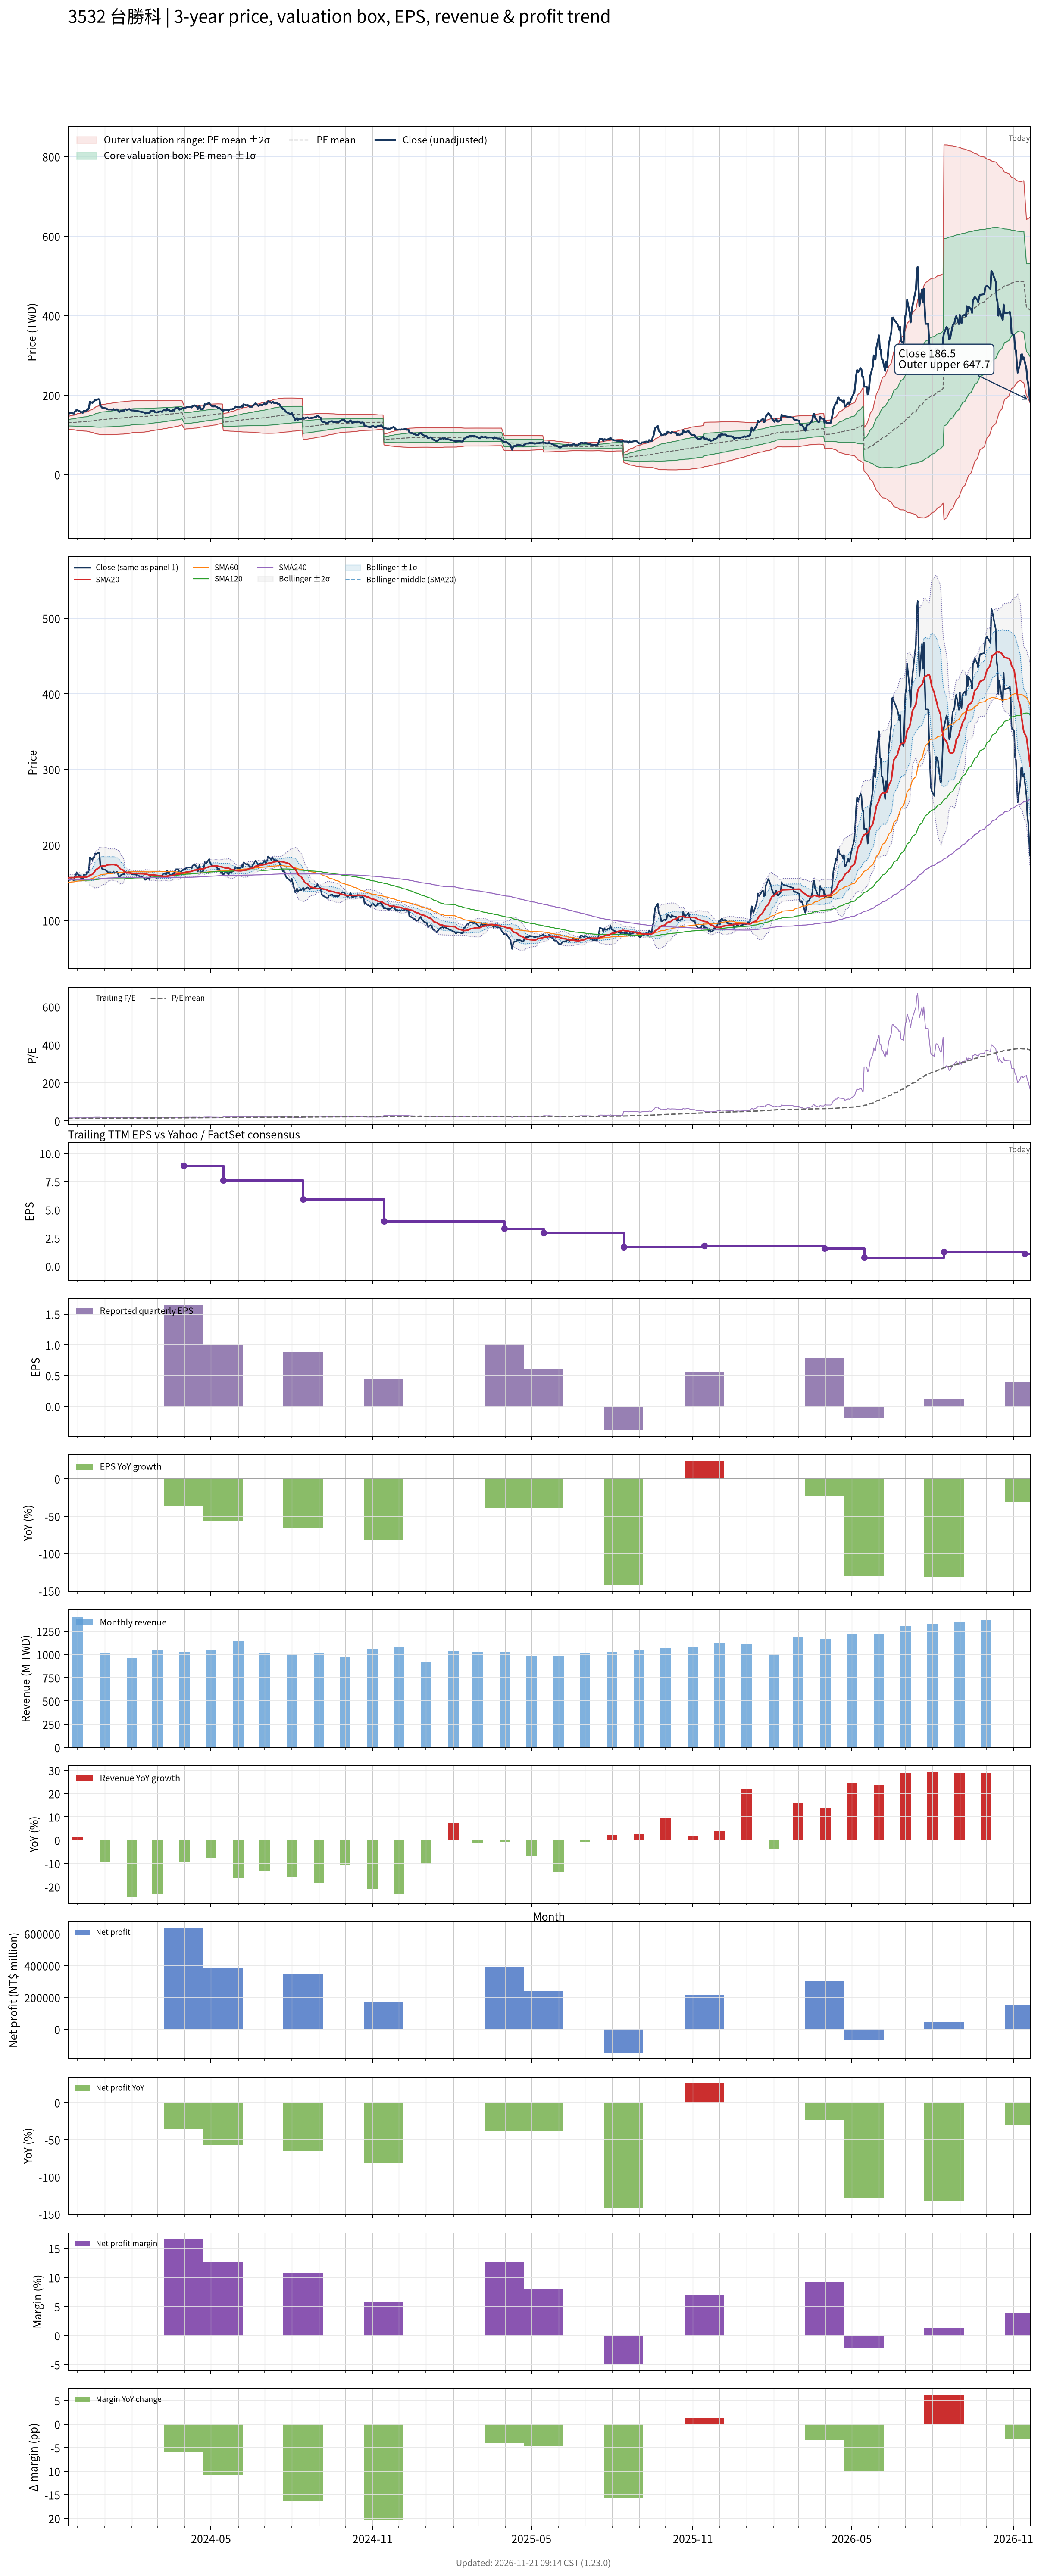 3532 台勝科 | 3-year price, valuation box, EPS, revenue & profit trend
Outer valuation range: PE mean ±2σ
PE mean
Close (unadjusted)
Core valuation box: PE mean ±1σ
Today
800
600
400
200
0
Price (TWD)
Close 186.5
Outer upper 647.7
Close (same as panel 1)
SMA20
SMA60
SMA120
SMA240
Bollinger ±2σ
Bollinger ±1σ
Bollinger middle (SMA20)
500
400
300
200
100
Price
Trailing P/E
P/E mean
600
400
200
0
P/E
Trailing TTM EPS vs Yahoo / FactSet consensus
Today
10.0
7.5
5.0
2.5
0.0
EPS
Reported quarterly EPS
1.5
1.0
0.5
0.0
EPS
EPS YoY growth
0
-50
-100
-150
YoY (%)
Monthly revenue
1250
1000
750
500
250
0
Revenue (M TWD)
Revenue YoY growth
30
20
10
0
-10
-20
YoY (%)
Month
Net profit
600000
400000
200000
0
Net profit (NT$ million)
Net profit YoY
0
-50
-100
-150
YoY (%)
Net profit margin
15
10
5
0
-5
Margin (%)
Margin YoY change
5
0
-5
-10
-15
-20
Δ margin (pp)
2024-05
2024-11
2025-05
2025-11
2026-05
2026-11
Updated: 2026-11-21 09:14 CST (1.23.0)